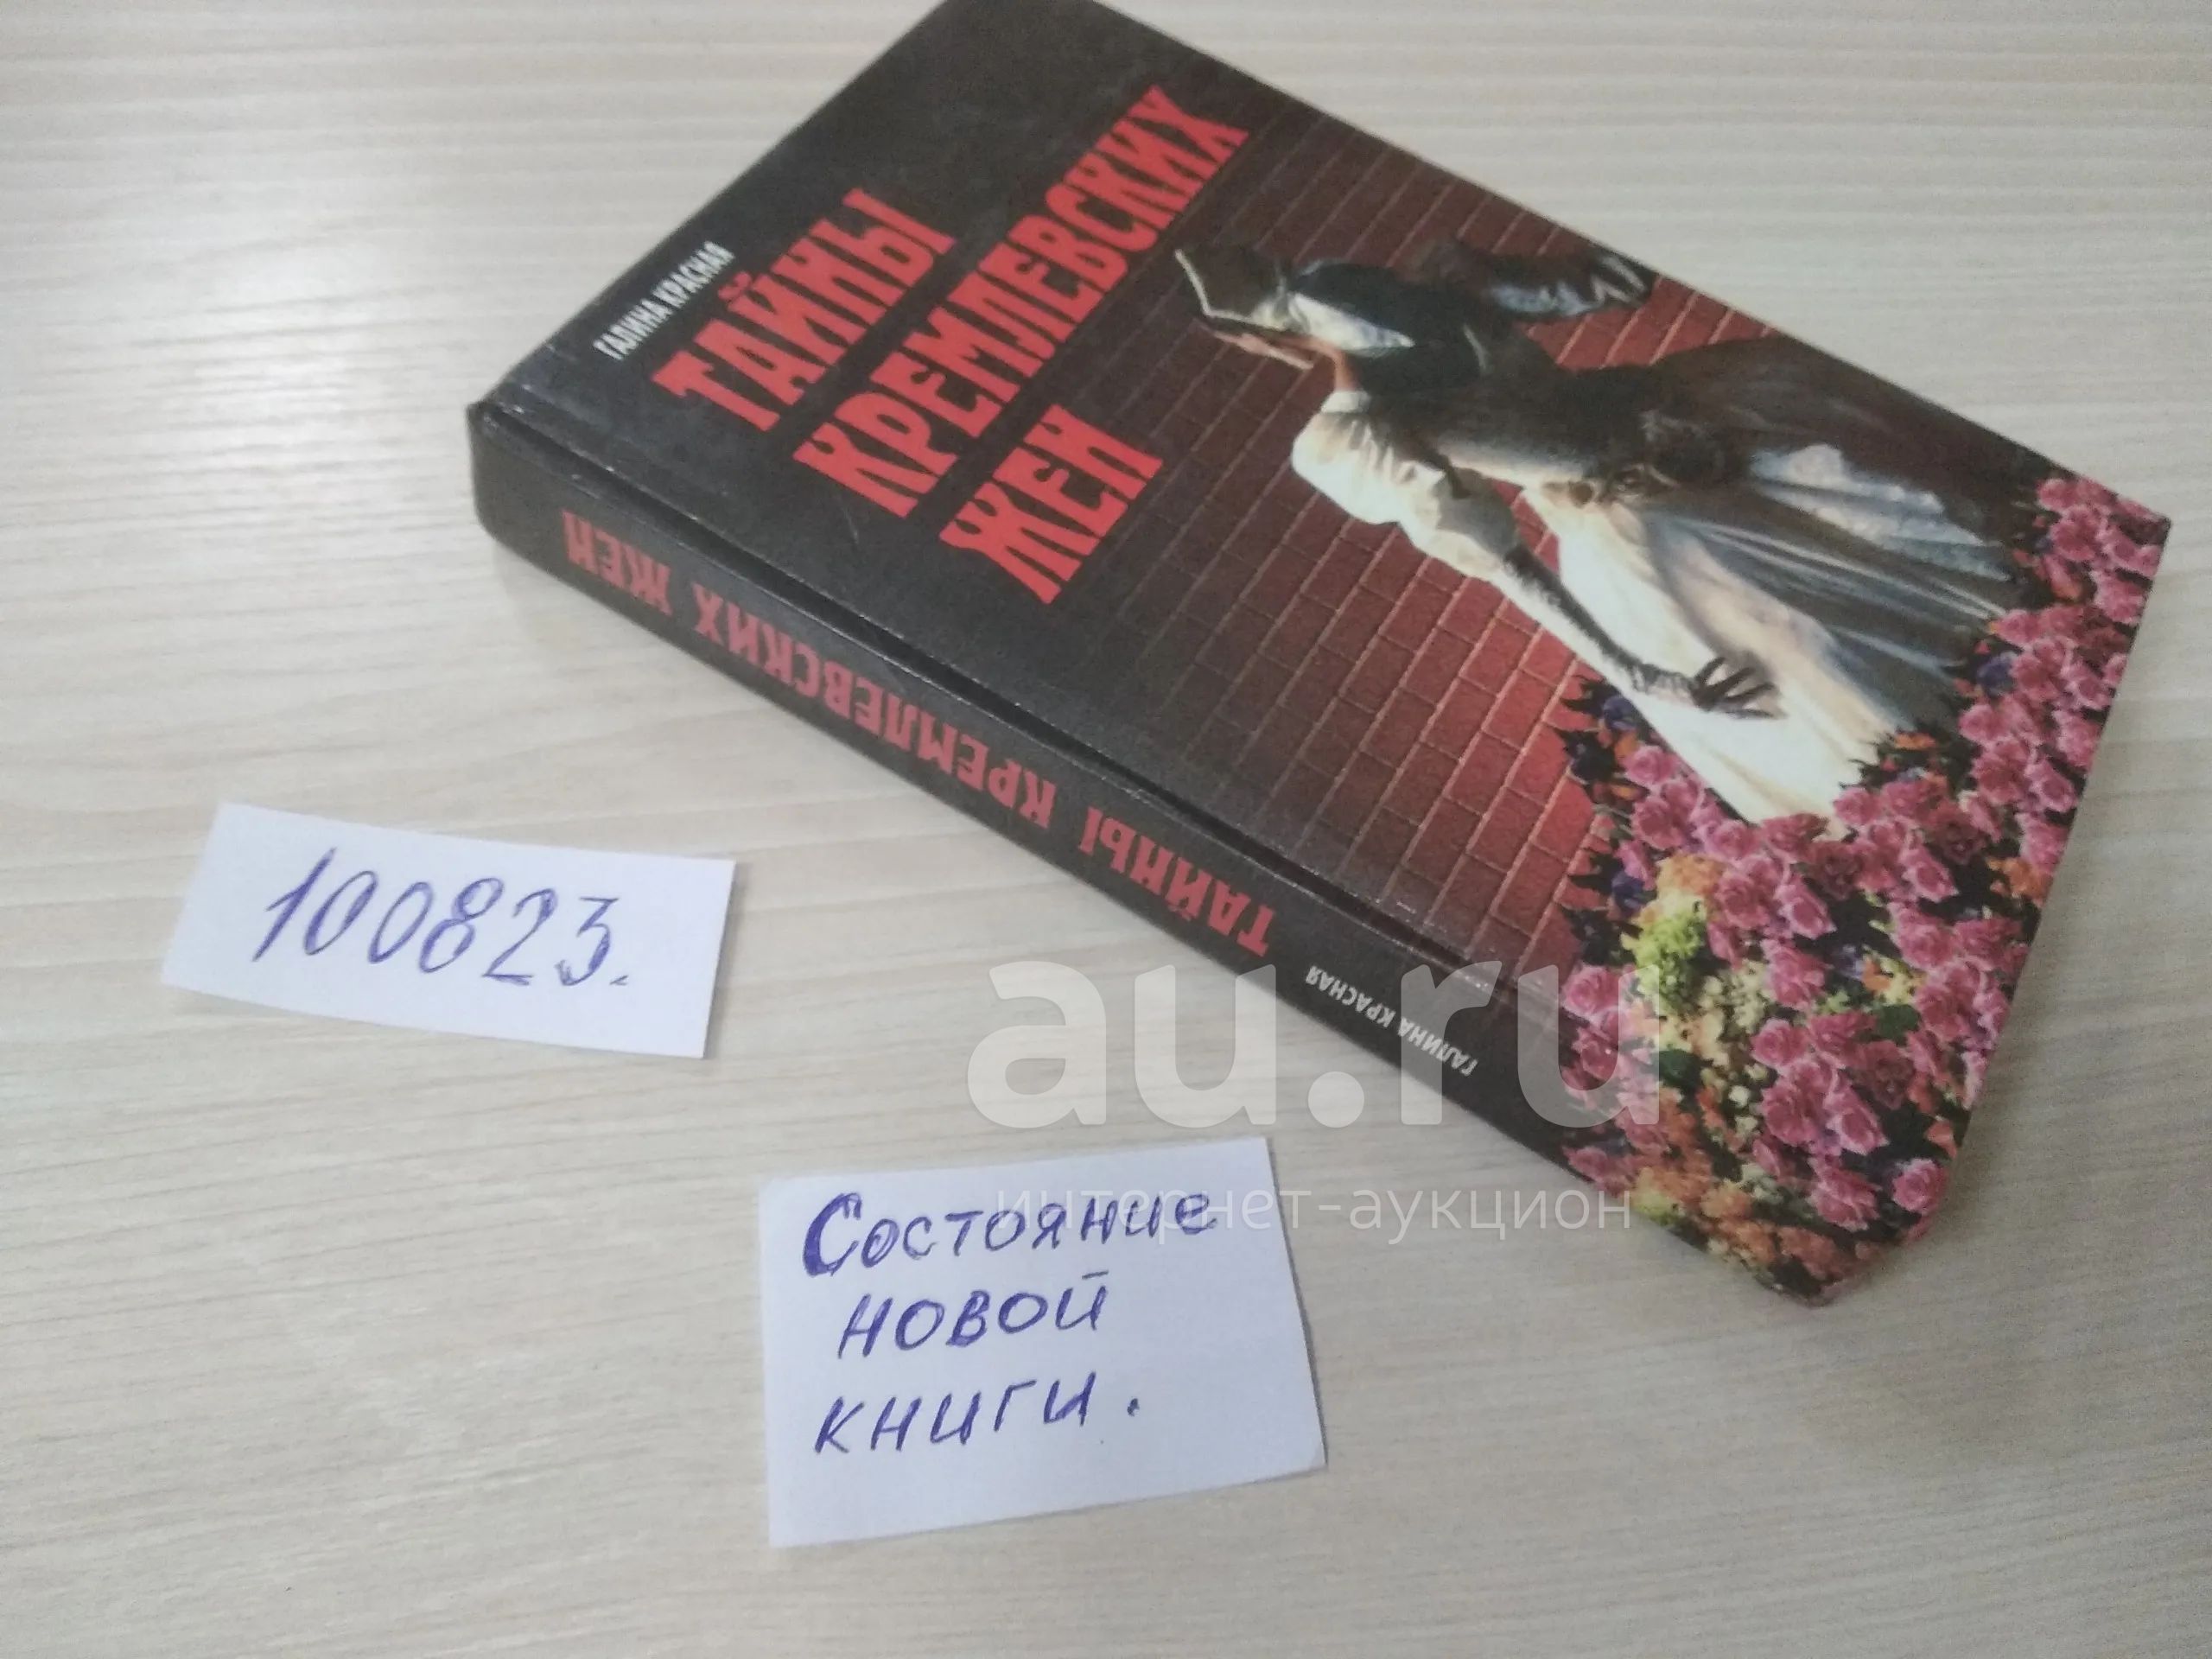 ГАЛИНА КРАСНАЯ
ТАЙНЫ
КРЕМЛЕВСКИХ
ЖЕН
ГАЛИНА КРАСНАЯ ТАЙНЫ КРЕМЛЕВСКИХ ЖЕН
100823.
au.ru
интернет-аукцион
Состояние
новой
книги.